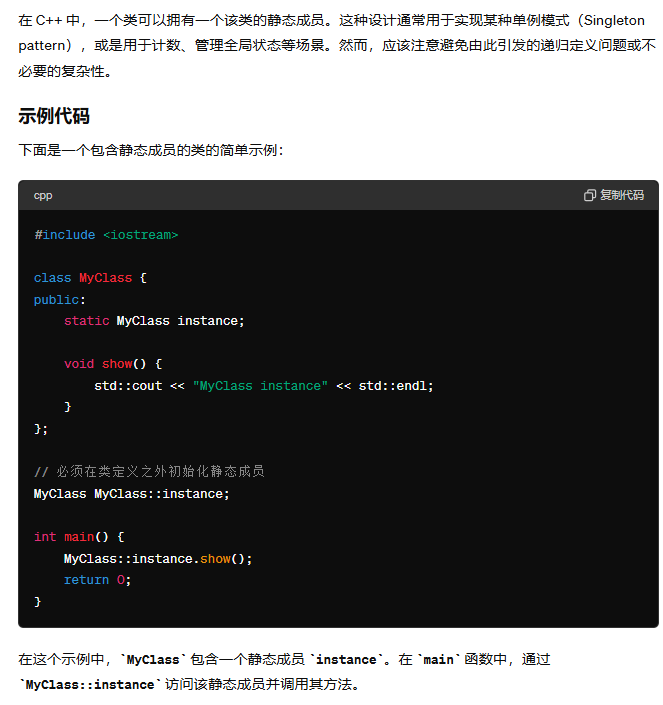 在 C++ 中，一个类可以拥有一个该类的静态成员。这种设计通常用于实现某种单例模式（Singleton
pattern），或是用于计数、管理全局状态等场景。然而，应该注意避免由此引发的递归定义问题或不
必要的复杂性。
示例代码
下面是一个包含静态成员的类的简单示例：
cpp 复制代码
#include <iostream>
class MyClass {
public:
    static MyClass instance;
    void show() {
        std::cout << "MyClass instance" << std::endl;
    }
};
// 必须在类定义之外初始化静态成员
MyClass MyClass::instance;
int main() {
    MyClass::instance.show();
    return 0;
}
在这个示例中，`MyClass` 包含一个静态成员 `instance`。在 `main` 函数中，通过
`MyClass::instance` 访问该静态成员并调用其方法。